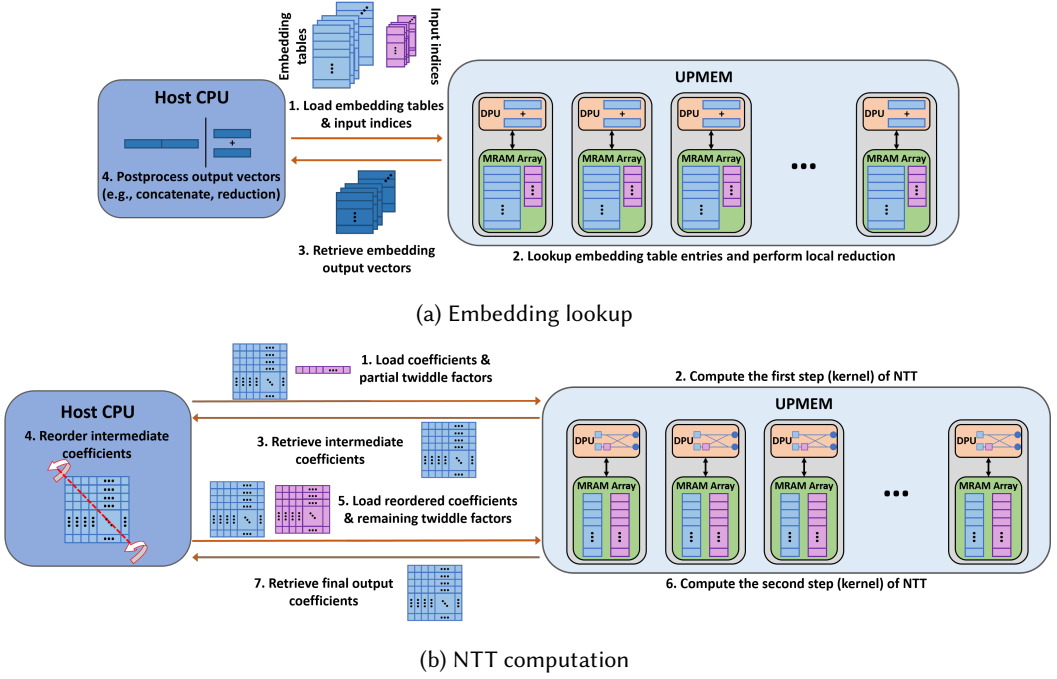 Embedding
tables
Input indices
Host CPU
4. Postprocess output vectors
(e.g., concatenate, reduction)
1. Load embedding tables
& input indices
3. Retrieve embedding
output vectors
UPMEM
DPU + DPU + DPU + DPU +
MRAM Array MRAM Array MRAM Array MRAM Array
2. Lookup embedding table entries and perform local reduction
(a) Embedding lookup
1. Load coefficients &
partial twiddle factors
2. Compute the first step (kernel) of NTT
Host CPU
4. Reorder intermediate
coefficients
3. Retrieve intermediate
coefficients
5. Load reordered coefficients
& remaining twiddle factors
7. Retrieve final output
coefficients
UPMEM
DPU DPU DPU DPU
MRAM Array MRAM Array MRAM Array MRAM Array
6. Compute the second step (kernel) of NTT
(b) NTT computation